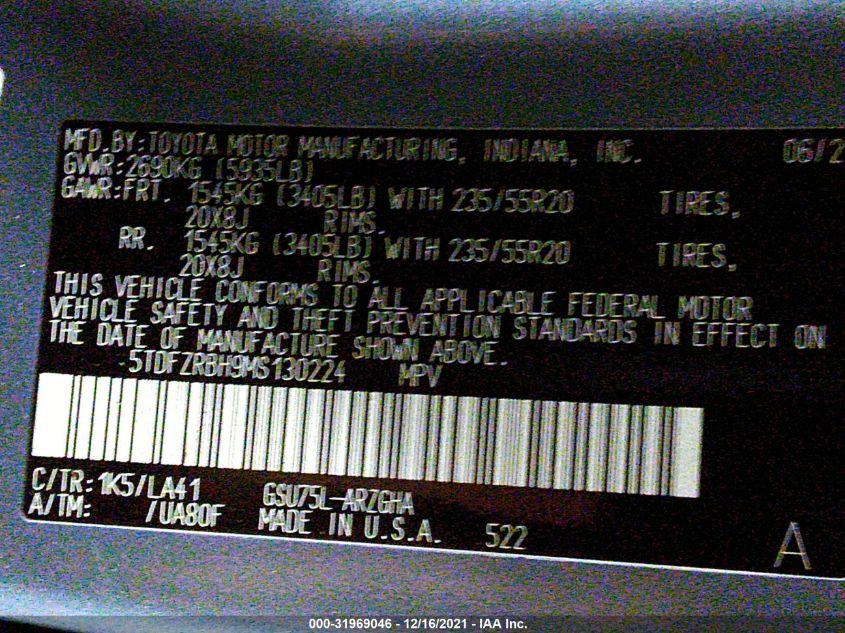 MFD.BY:TOYOTA MOTOR MANUFACTURING, INDIANA, INC. 06/2
GVWR:2690KG (5935LB)
GAWR:FRT. 1545KG (3405LB) WITH 235/55R20 TIRES,
20X8J RIMS.
RR. 1545KG (3405LB) WITH 235/55R20 TIRES,
20X8J RIMS.
THIS VEHICLE CONFORMS TO ALL APPLICABLE FEDERAL MOTOR
VEHICLE SAFETY AND THEFT PREVENTION STANDARDS IN EFFECT ON
THE DATE OF MANUFACTURE SHOWN ABOVE.
5TDFZRBH9MS130224 MPV
C/TR:1K5/LA41 GSU75L-ARZGHA
A/TM: /UA80F MADE IN U.S.A. 522
A
000-31969046 - 12/16/2021 - IAA Inc.